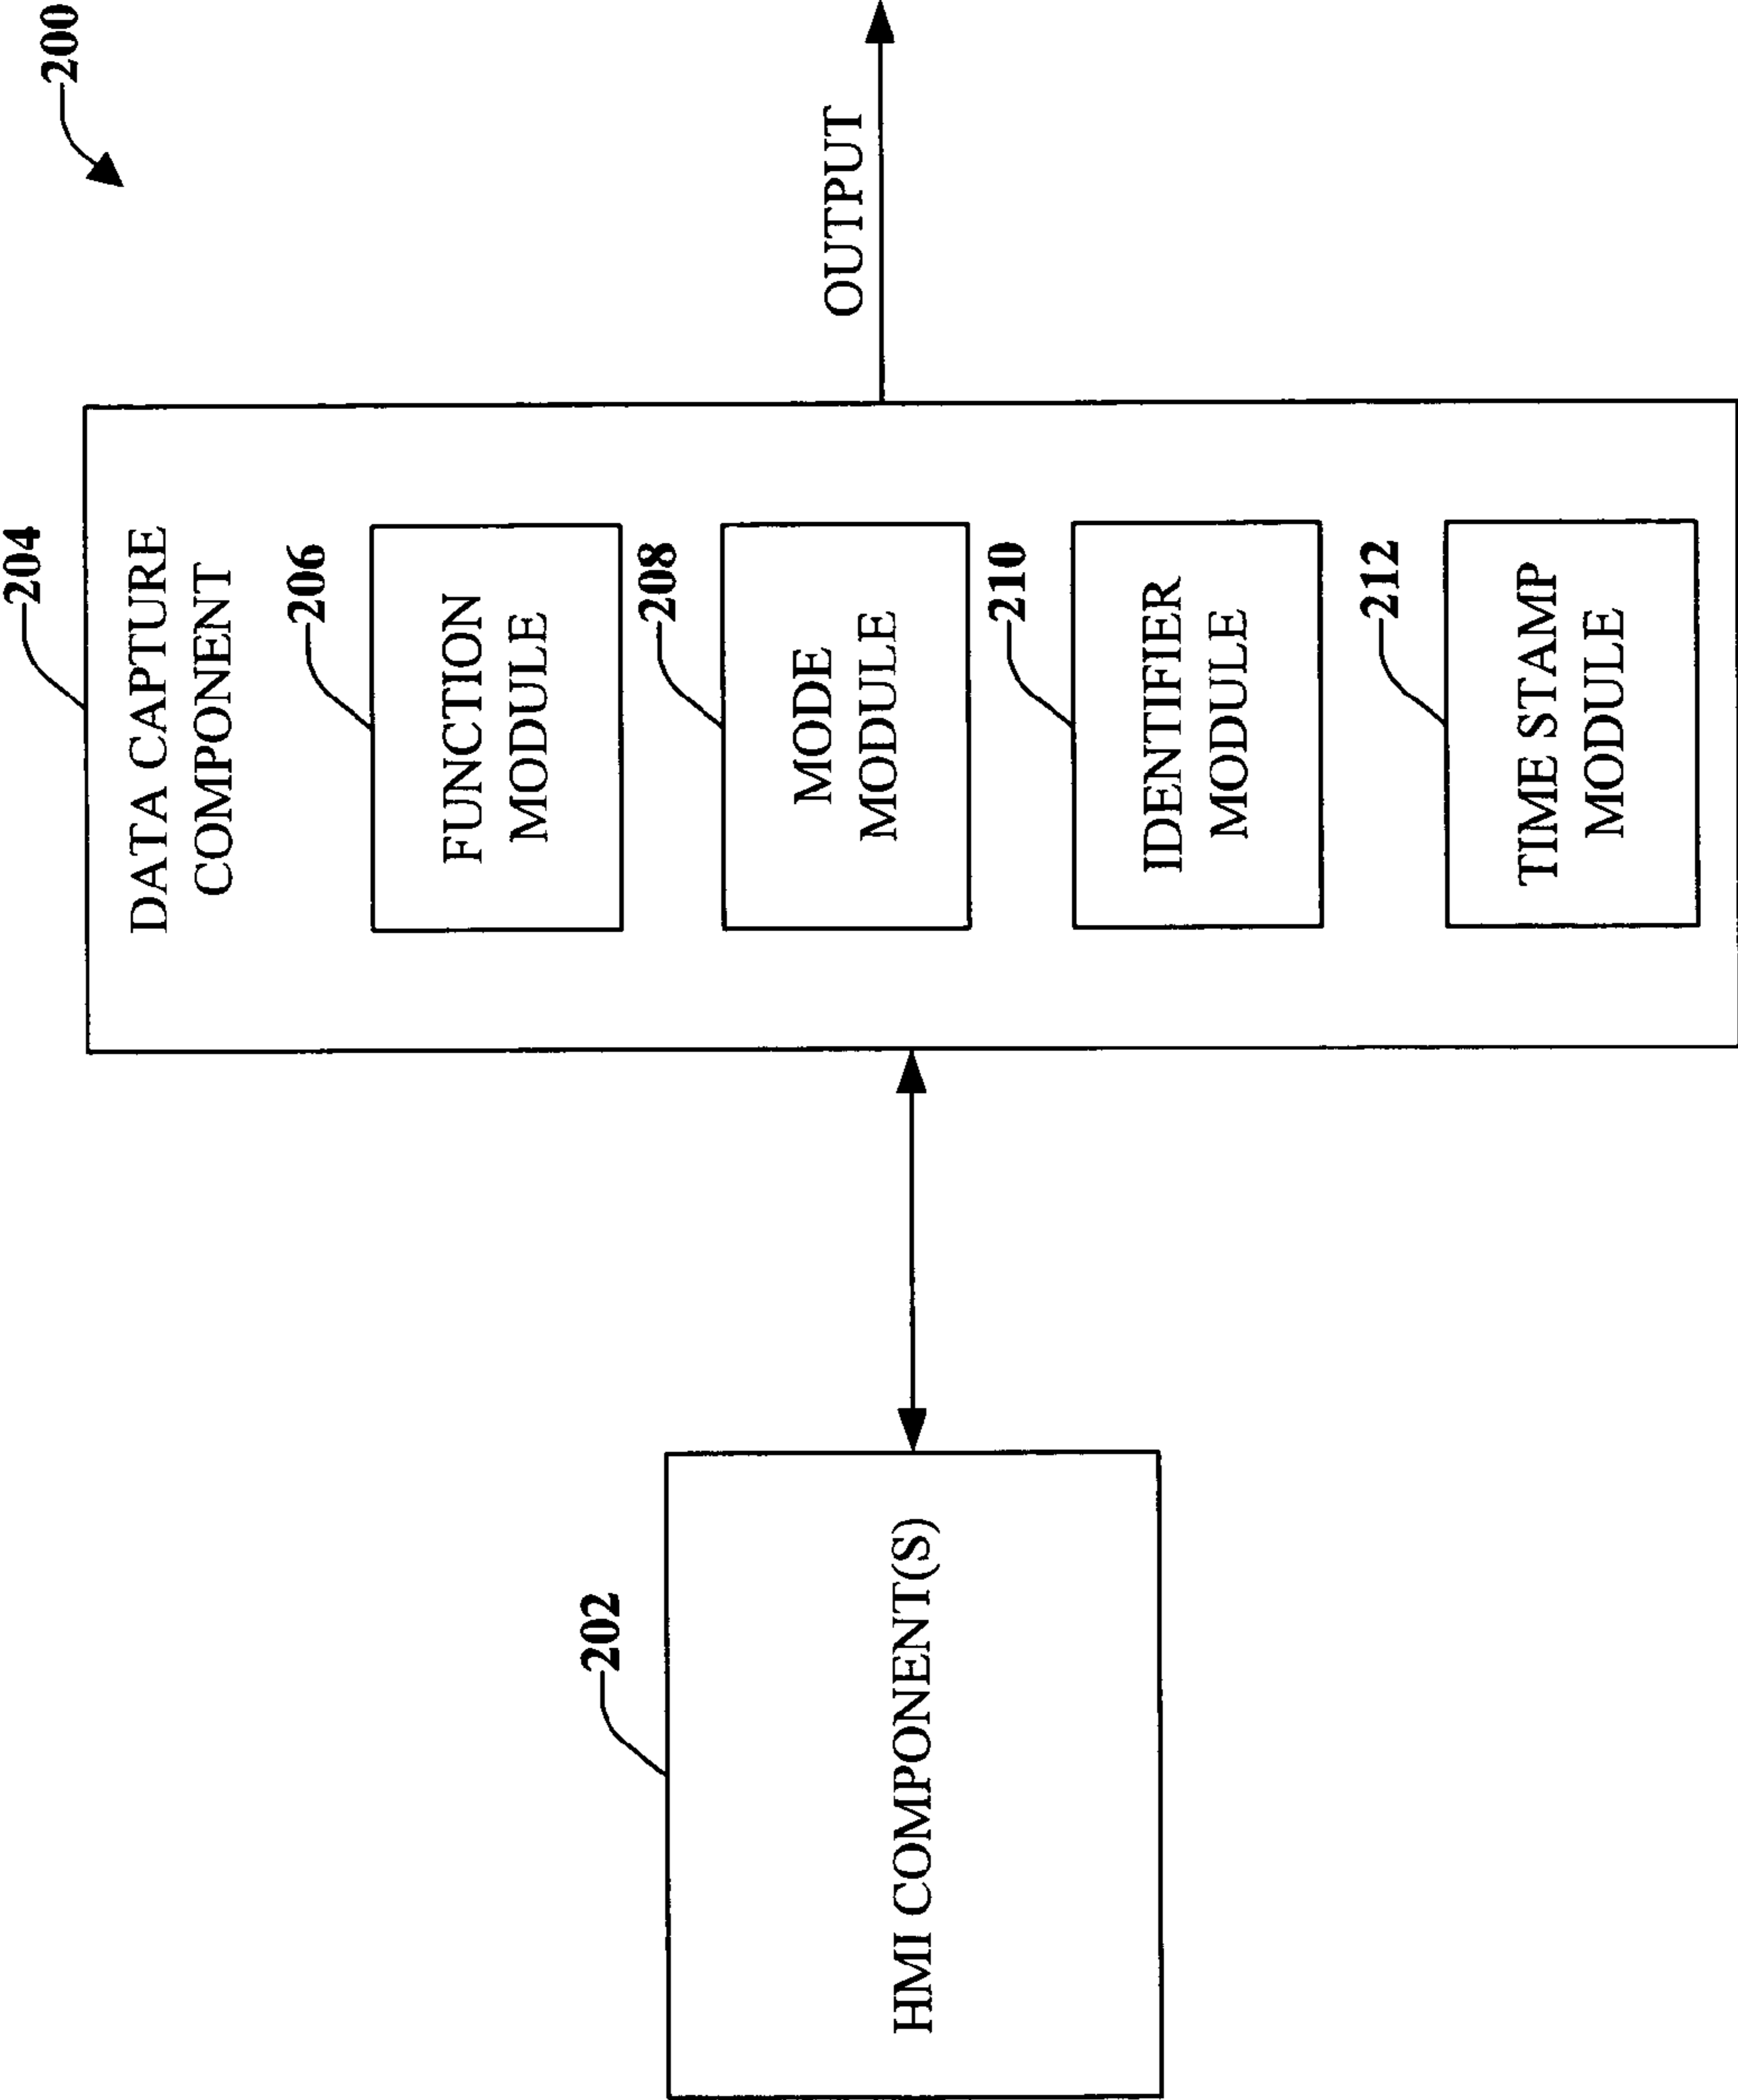 200
204
DATA CAPTURE
COMPONENT
206
FUNCTION
MODULE
208
MODE
MODULE
210
IDENTIFIER
MODULE
212
TIME STAMP
MODULE
202
HMI COMPONENT(S)
OUTPUT